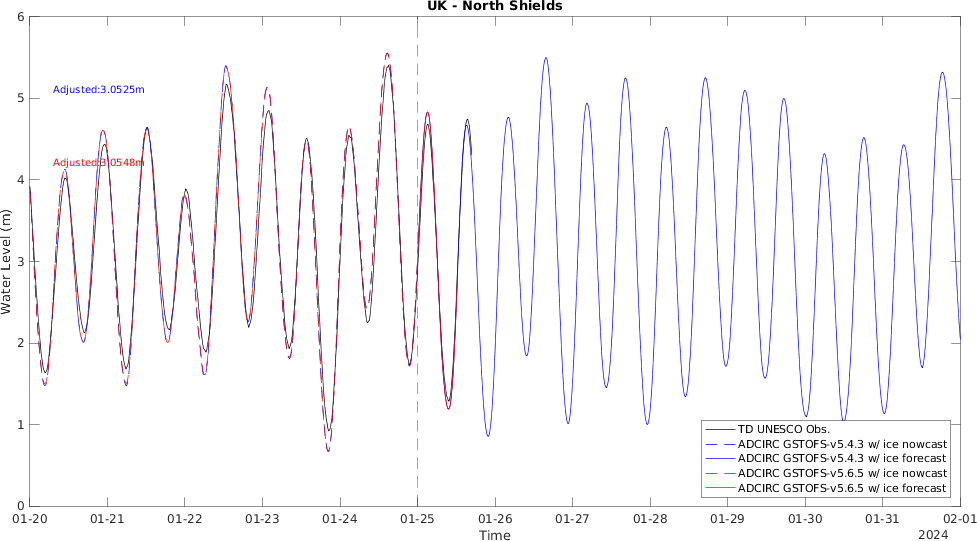 UK - North Shields
6
5
4
3
2
1
0
Water Level (m)
Adjusted:3.0525m
Adjusted:3.0548m
TD UNESCO Obs.
ADCIRC GSTOFS-v5.4.3 w/ ice nowcast
ADCIRC GSTOFS-v5.4.3 w/ ice forecast
ADCIRC GSTOFS-v5.6.5 w/ ice nowcast
ADCIRC GSTOFS-v5.6.5 w/ ice forecast
01-20 01-21 01-22 01-23 01-24 01-25 01-26 01-27 01-28 01-29 01-30 01-31 02-01
Time
2024